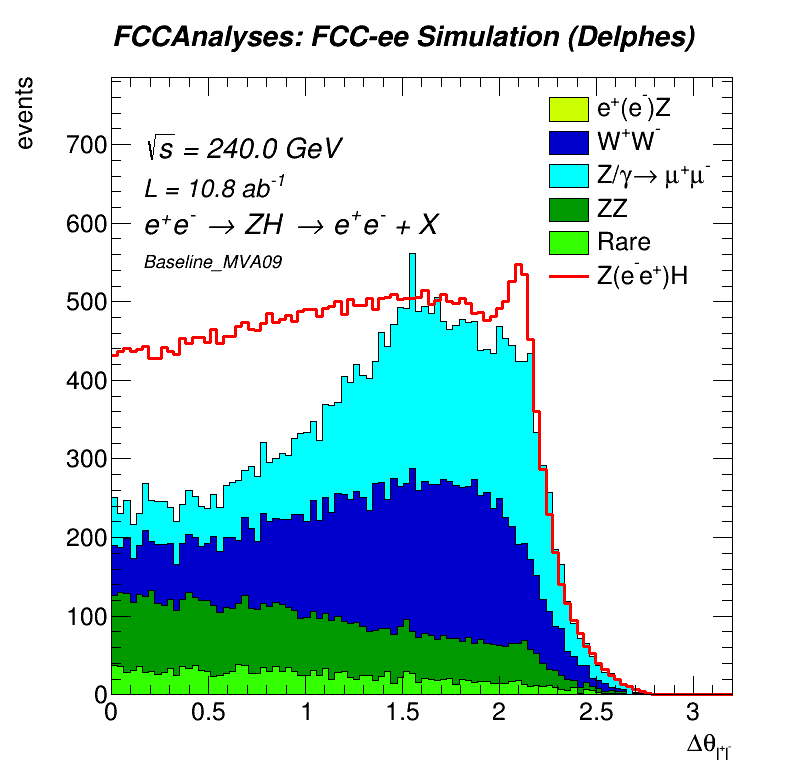 FCCAnalyses: FCC-ee Simulation (Delphes)
events
√s = 240.0 GeV
L = 10.8 ab⁻¹
e⁺e⁻ → ZH → e⁺e⁻ + X
Baseline_MVA09
e⁺(e⁻)Z
W⁺W⁻
Z/γ→ μ⁺μ⁻
ZZ
Rare
Z(e⁻e⁺)H
700
600
500
400
300
200
100
0
0 0.5 1 1.5 2 2.5 3
Δθ_l⁺l⁻